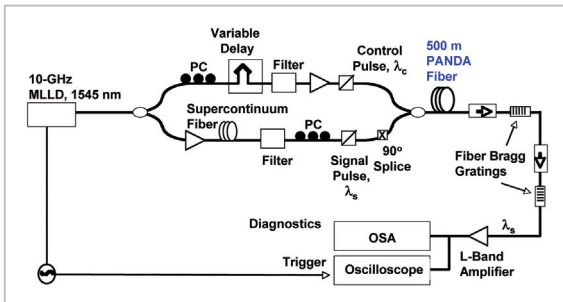 Variable
Delay
Filter
Control
Pulse, λc
500 m
PANDA
Fiber
PC
10-GHz
MLLD, 1545 nm
Supercontinuum
Fiber
PC
Filter
Signal
Pulse,
λs
90º
Splice
Fiber Bragg
Gratings
Diagnostics
OSA
λs
L-Band
Amplifier
Trigger
Oscilloscope